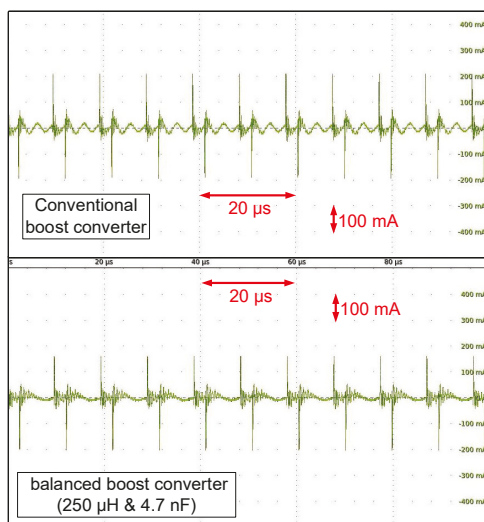 400 mA
300 mA
200 mA
100 mA
-100 mA
-200 mA
-300 mA
-400 mA
Conventional
boost converter
20 µs
100 mA
s
20 µs
40 µs
60 µs
80 µs
20 µs
100 mA
400 mA
300 mA
200 mA
100 mA
-100 mA
-200 mA
-300 mA
-400 mA
balanced boost converter
(250 µH & 4.7 nF)